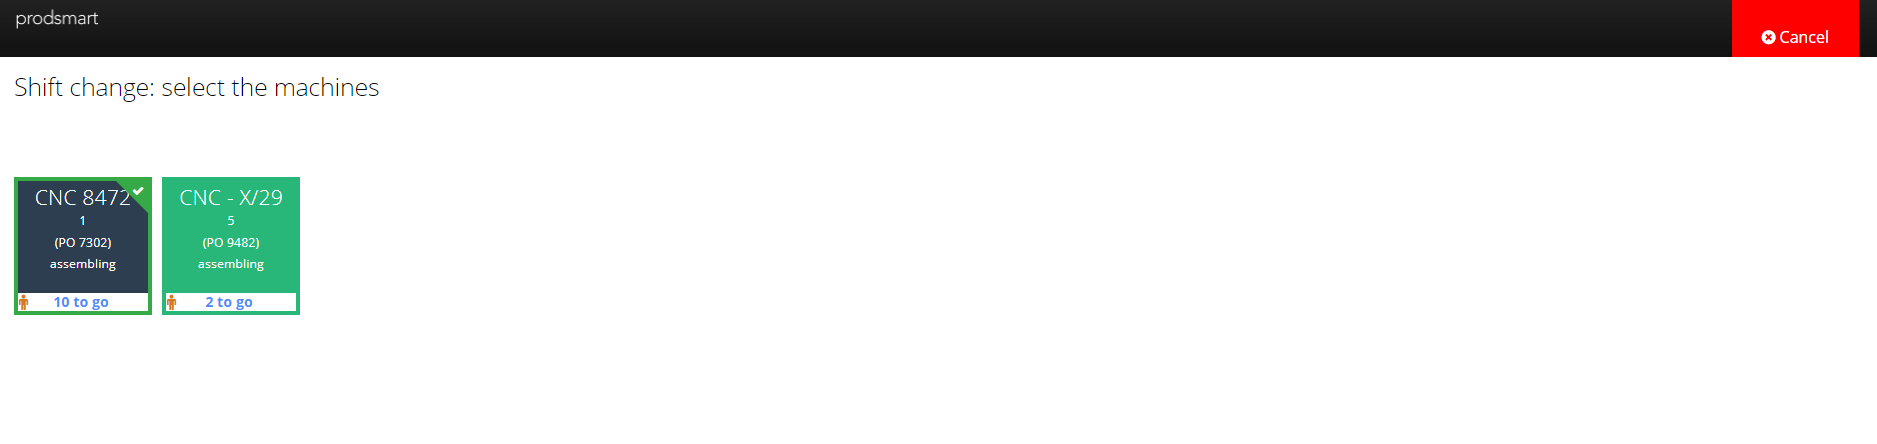 prodsmart
Cancel
Shift change: select the machines
CNC 8472
1
(PO 7302)
assembling
10 to go
CNC - X/29
5
(PO 9482)
assembling
2 to go